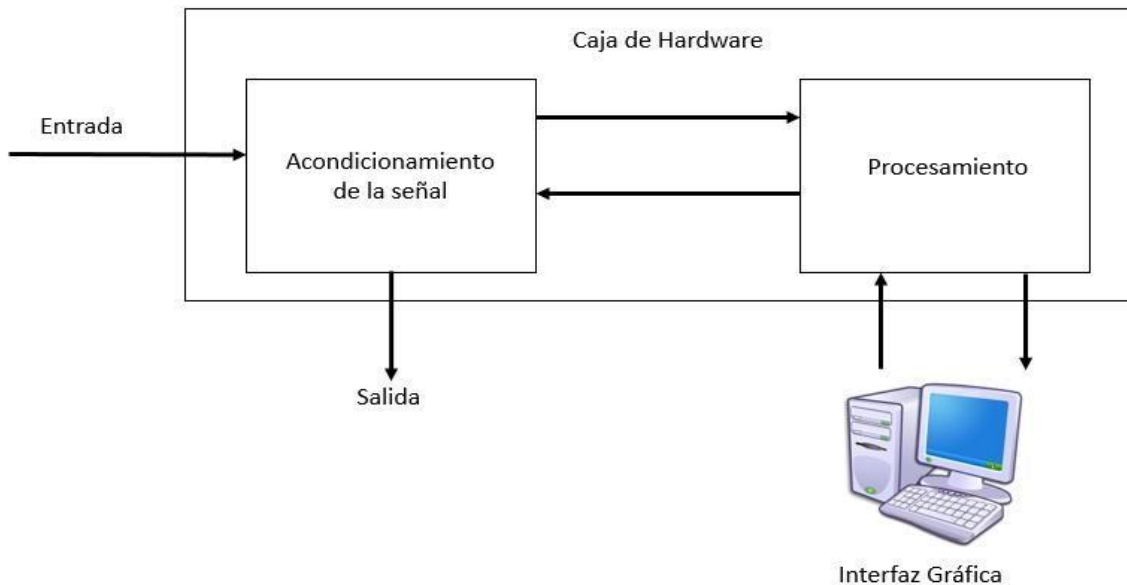 Caja de Hardware
Entrada
Acondicionamiento
de la señal
Procesamiento
Salida
Interfaz Gráfica